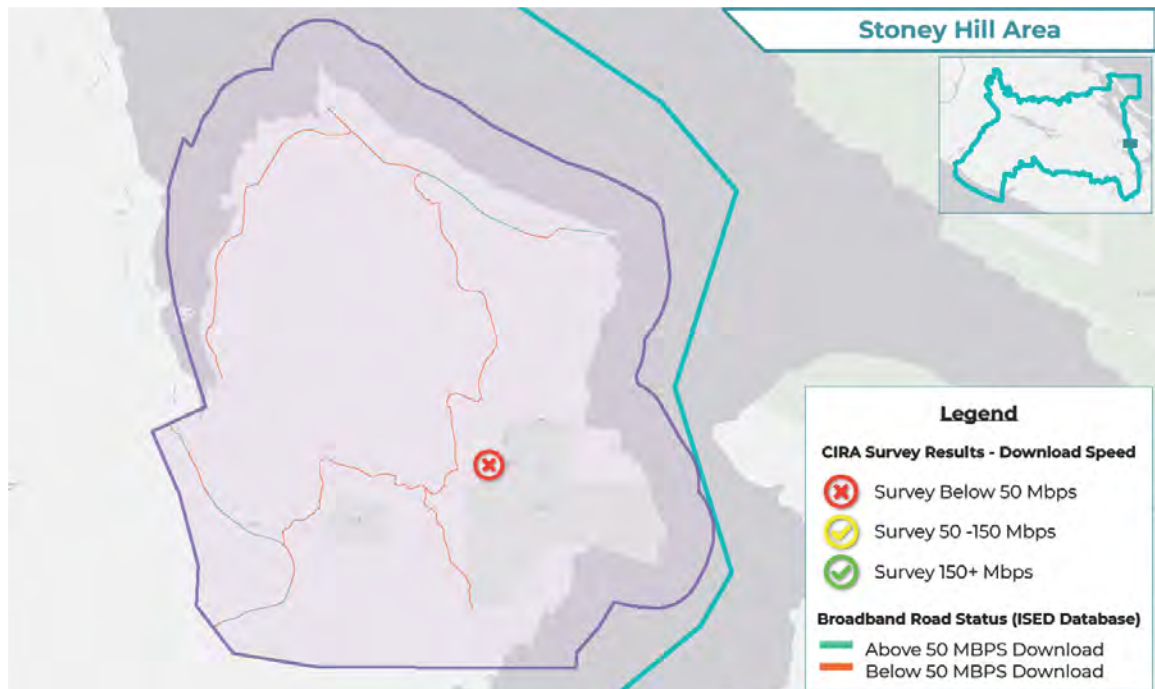 Stoney Hill Area
Legend
CIRA Survey Results - Download Speed
Survey Below 50 Mbps
Survey 50 -150 Mbps
Survey 150+ Mbps
Broadband Road Status (ISED Database)
Above 50 MBPS Download
Below 50 MBPS Download